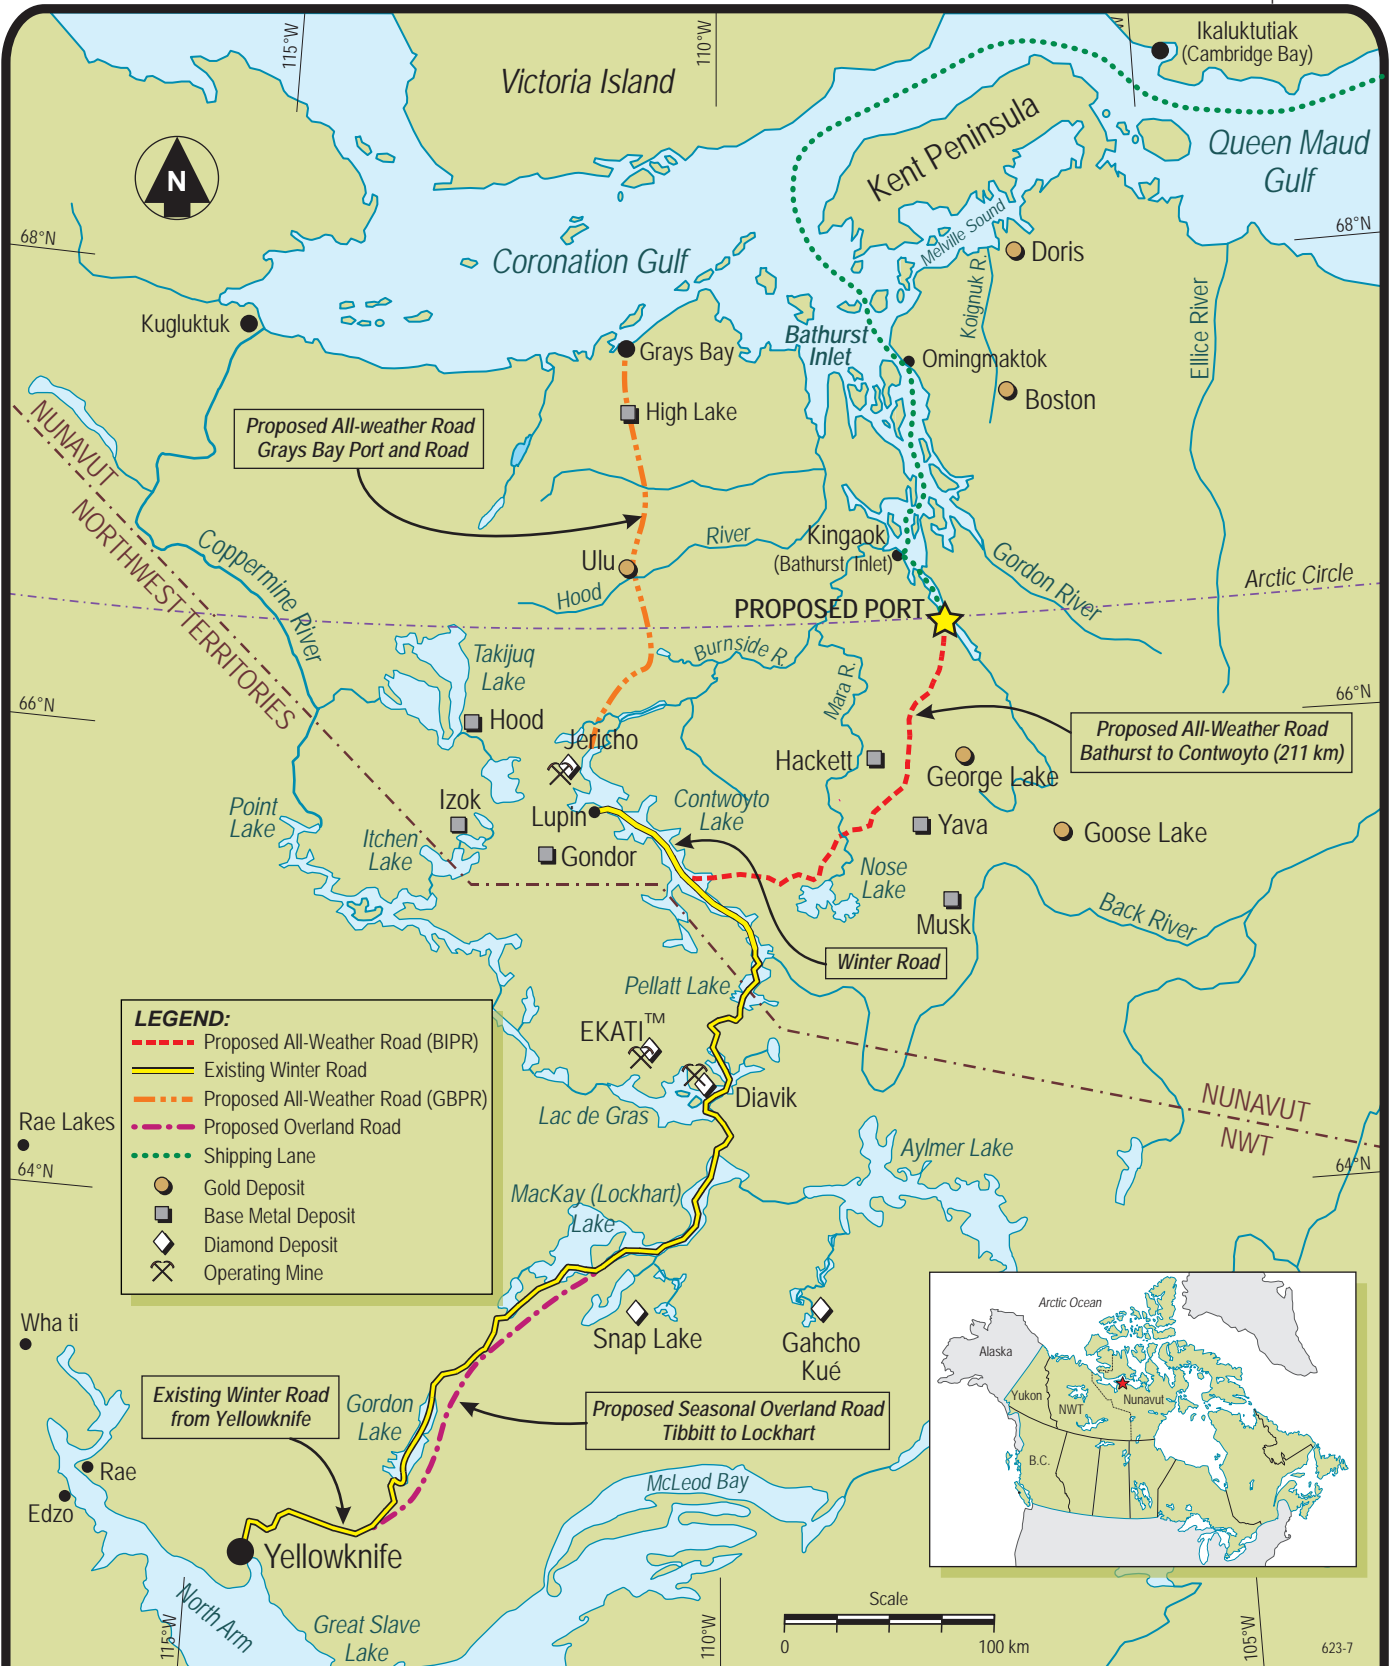 115°W
110°W
W
Ikaluktutiak
(Cambridge Bay)
Victoria Island
Kent Peninsula
Queen Maud
Gulf
N
68°N
68°N
Melville Sound
Doris
Coronation Gulf
Koignuk R.
Ellice River
Kugluktuk
Bathurst
Inlet
Grays Bay
Omingmaktok
Boston
High Lake
Proposed All-weather Road
Grays Bay Port and Road
NUNAVUT
NORTHWEST TERRITORIES
Coppermine River
River
Hood
Ulu
Kingaok
(Bathurst Inlet)
Gordon River
Arctic Circle
PROPOSED PORT
Burnside R.
Takijuq
Lake
Mara R.
66°N
66°N
Hood
Jericho
Proposed All-Weather Road
Bathurst to Contwoyto (211 km)
Hackett
George Lake
Point
Lake
Izok
Lupin
Contwoyto
Lake
Yava
Goose Lake
Itchen
Lake
Gondor
Nose
Lake
Musk
Back River
Winter Road
Pellatt Lake
EKATI™
Diavik
Lac de Gras
NUNAVUT
NWT
LEGEND:
Proposed All-Weather Road (BIPR)
Existing Winter Road
Proposed All-Weather Road (GBPR)
Proposed Overland Road
Shipping Lane
Gold Deposit
Base Metal Deposit
Diamond Deposit
Operating Mine
Rae Lakes
64°N
64°N
Aylmer Lake
MacKay (Lockhart)
Lake
Snap Lake
Gahcho
Kué
Wha ti
Existing Winter Road
from Yellowknife
Gordon
Lake
Proposed Seasonal Overland Road
Tibbitt to Lockhart
Rae
Edzo
McLeod Bay
Yellowknife
North Arm
Great Slave
Lake
Arctic Ocean
Alaska
Yukon
NWT
Nunavut
B.C.
Scale
0
100 km
115°W
110°W
105°W
623-7